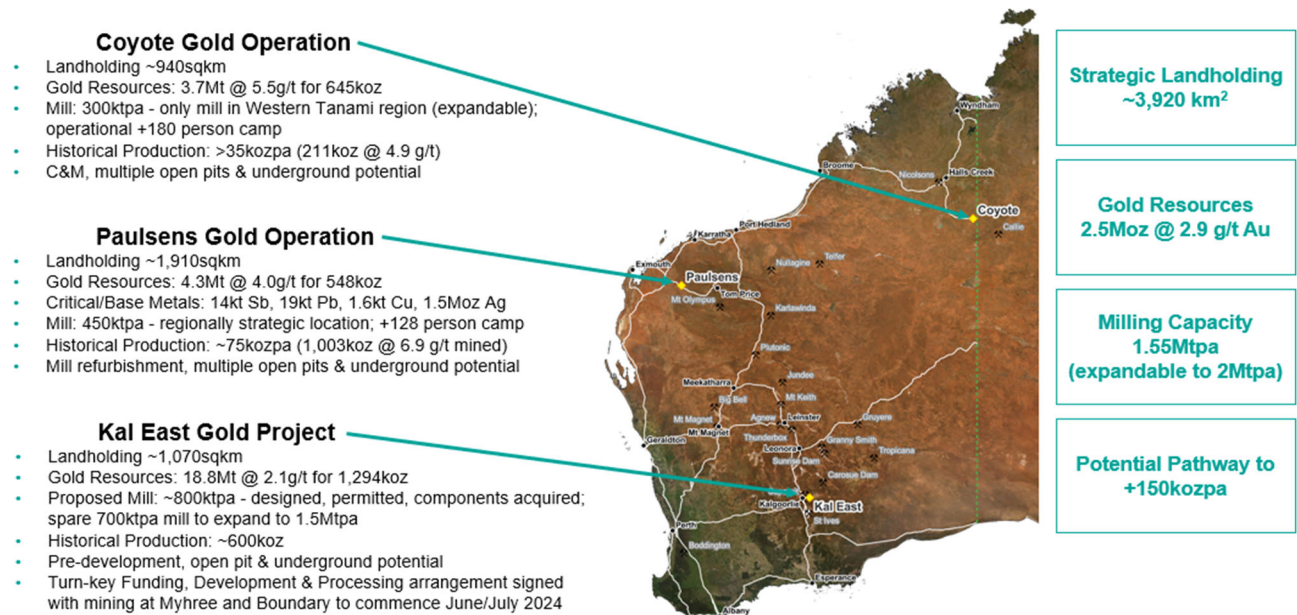 Coyote Gold Operation
• Landholding ~940sqkm
• Gold Resources: 3.7Mt @ 5.5g/t for 645koz
• Mill: 300ktpa - only mill in Western Tanami region (expandable);
operational +180 person camp
• Historical Production: >35kozpa (211koz @ 4.9 g/t)
• C&M, multiple open pits & underground potential
Paulsens Gold Operation
• Landholding ~1,910sqkm
• Gold Resources: 4.3Mt @ 4.0g/t for 548koz
• Critical/Base Metals: 14kt Sb, 19kt Pb, 1.6kt Cu, 1.5Moz Ag
• Mill: 450ktpa - regionally strategic location; +128 person camp
• Historical Production: ~75kozpa (1,003koz @ 6.9 g/t mined)
• Mill refurbishment, multiple open pits & underground potential
Kal East Gold Project
• Landholding ~1,070sqkm
• Gold Resources: 18.8Mt @ 2.1g/t for 1,294koz
• Proposed Mill: ~800ktpa - designed, permitted, components acquired;
spare 700ktpa mill to expand to 1.5Mtpa
• Historical Production: ~600koz
• Pre-development, open pit & underground potential
• Turn-key Funding, Development & Processing arrangement signed
with mining at Myhree and Boundary to commence June/July 2024
Wyndham
Broome
Nicolsons
Halls Creek
Coyote
Callie
Port Hedland
Karratha
Exmouth
Nullagine
Telfer
Paulsens
Tom Price
Mt Olympus
Karlawinda
Plutonic
Jundee
Meekatharra
Mt Keith
Big Bell
Mt Magnet
Agnew
Leinster
Gruyere
Mt Magnet
Thunderbox
Geraldton
Granny Smith
Leonora
Tropicana
Sunrise Dam
Carosue Dam
Kalgoorlie
Kal East
St Ives
Perth
Boddington
Esperance
Albany
Strategic Landholding
~3,920 km²
Gold Resources
2.5Moz @ 2.9 g/t Au
Milling Capacity
1.55Mtpa
(expandable to 2Mtpa)
Potential Pathway to
+150kozpa